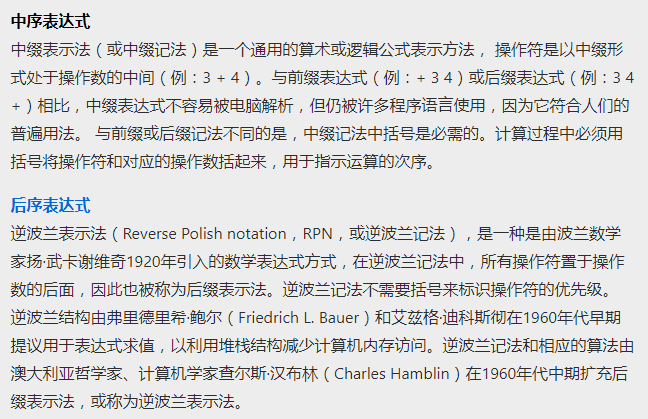 中序表达式
中缀表示法（或中缀记法）是一个通用的算术或逻辑公式表示方法， 操作符是以中缀形
式处于操作数的中间（例：3 + 4）。与前缀表达式（例：+ 3 4）或后缀表达式（例：3 4
+）相比，中缀表达式不容易被电脑解析，但仍被许多程序语言使用，因为它符合人们的
普遍用法。 与前缀或后缀记法不同的是，中缀记法中括号是必需的。计算过程中必须用
括号将操作符和对应的操作数括起来，用于指示运算的次序。
后序表达式
逆波兰表示法（Reverse Polish notation，RPN，或逆波兰记法），是一种是由波兰数学
家扬·武卡谢维奇1920年引入的数学表达式方式，在逆波兰记法中，所有操作符置于操作
数的后面，因此也被称为后缀表示法。逆波兰记法不需要括号来标识操作符的优先级。
逆波兰结构由弗里德里希·鲍尔（Friedrich L. Bauer）和艾兹格·迪科斯彻在1960年代早期
提议用于表达式求值，以利用堆栈结构减少计算机内存访问。逆波兰记法和相应的算法由
澳大利亚哲学家、计算机学家查尔斯·汉布林（Charles Hamblin）在1960年代中期扩充后
缀表示法，或称为逆波兰表示法。